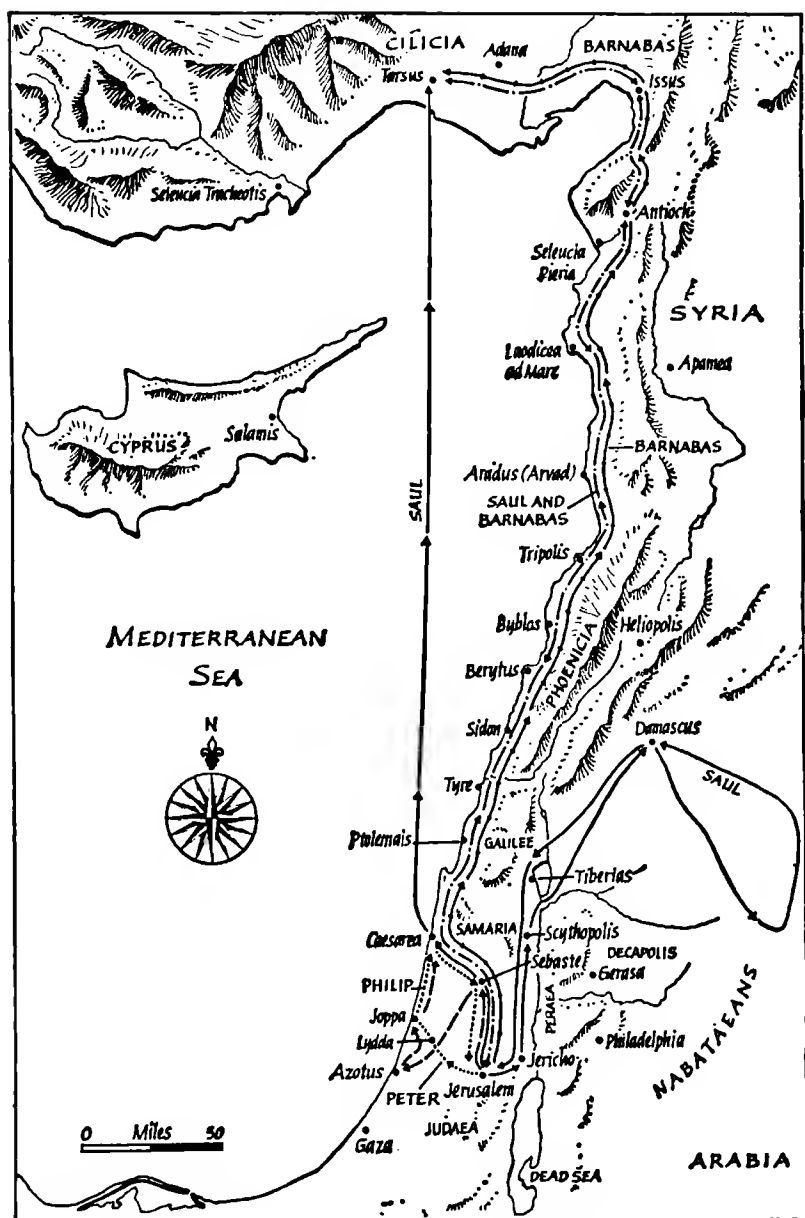 CILICIA
Adana
BARNABAS
Tarsus
Issus
Seleucia Tracheotis
Antioch
Seleucia
Pieria
SYRIA
Laodicea
ad Mare
Apamea
CYPRUS
Salamis
BARNABAS
Aradus (Arvad)
SAUL AND
BARNABAS
SAUL
Tripolis
Byblas
Heliopolis
PHOENICIA
MEDITERRANEAN
SEA
Berytus
N
Sidon
Damascus
Tyre
SAUL
Ptolemais
GALILEE
Tiberias
Caesarea
SAMARIA
Scythopolis
DECAPOLIS
Sebaste
Gerasa
PHILIP
PERAEA
NABATAEANS
Joppa
Lydda
Philadelphia
Azotus
PETER
Jerusalem
Jericho
0 Miles 50
Gaza
JUDAEA
DEAD SEA
ARABIA